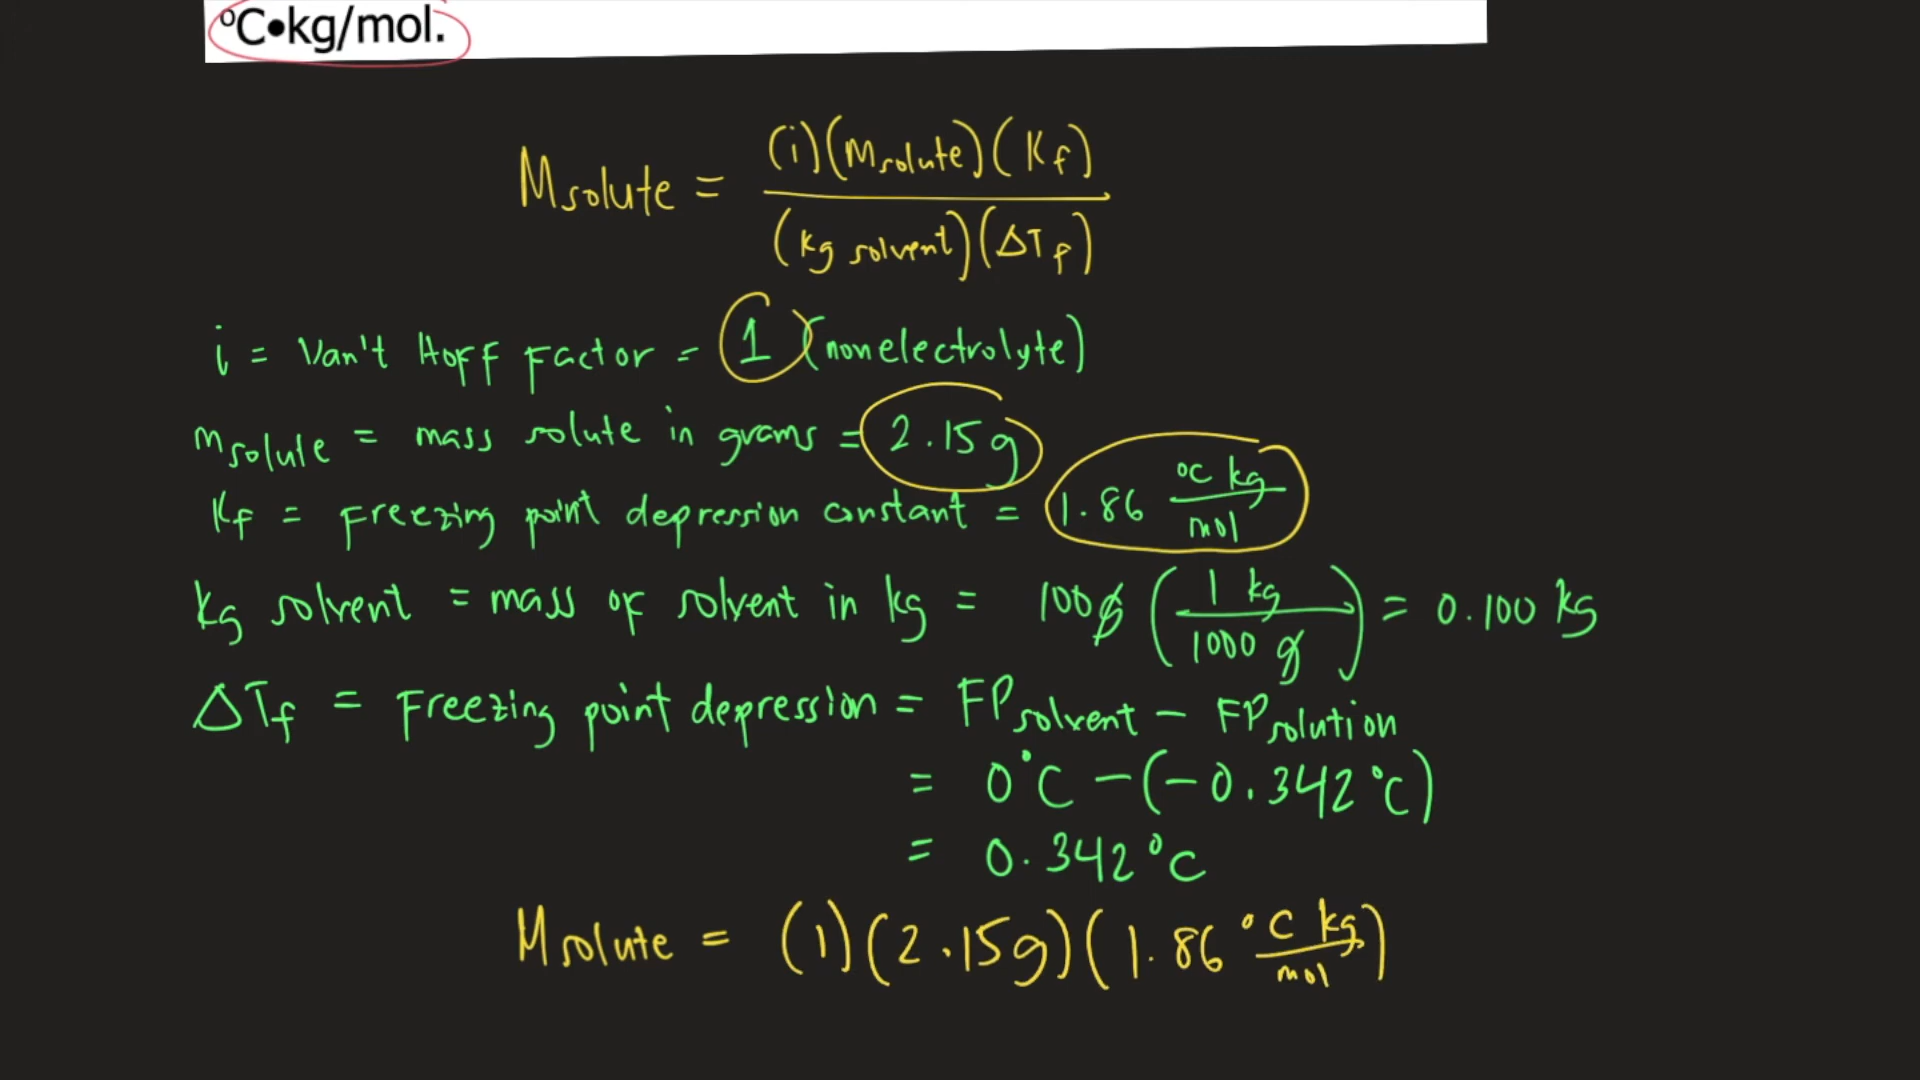 ºC•kg/mol.
Msolute = (i)(msolute)(Kf)
(kg solvent)(ΔTf)
i = Van't Hoff Factor = 1 (nonelectrolyte)
msolute = mass solute in grams = 2.15 g
Kf = Freezing point depression constant = 1.86 °C kg/mol
kg solvent = mass of solvent in kg = 100g (1 kg/1000 g) = 0.100 kg
ΔTf = Freezing point depression = FPsolvent - FPsolution
= 0°C - (-0.342°C)
= 0.342°C
Msolute = (1)(2.15g)(1.86 °C kg/mol)